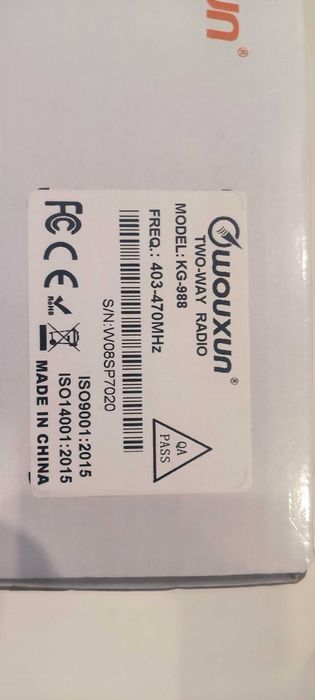 un®
wouxun®
TWO-WAY RADIO
MODEL: KG-988
FREQ.: 403-470MHz
QA
PASS
S/N:W08SP7020
FC CE RoHS
ISO9001:2015
ISO14001:2015
MADE IN CHINA